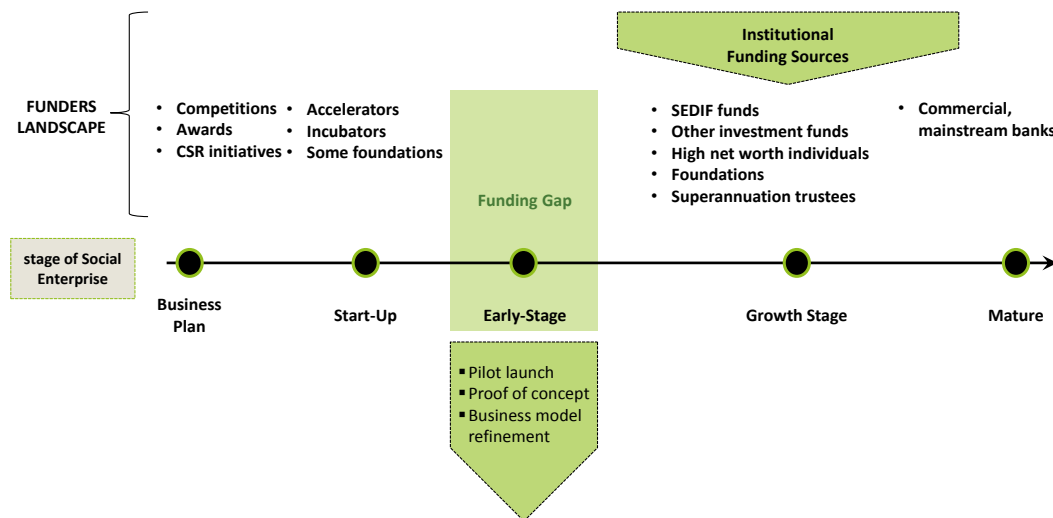 Institutional
Funding Sources
FUNDERS
LANDSCAPE
• Competitions
• Awards
• CSR initiatives
• Accelerators
• Incubators
• Some foundations
Funding Gap
• SEDIF funds
• Other investment funds
• High net worth individuals
• Foundations
• Superannuation trustees
• Commercial,
mainstream banks
stage of Social
Enterprise
Business
Plan
Start-Up
Early-Stage
Growth Stage
Mature
▪ Pilot launch
▪ Proof of concept
▪ Business model
refinement